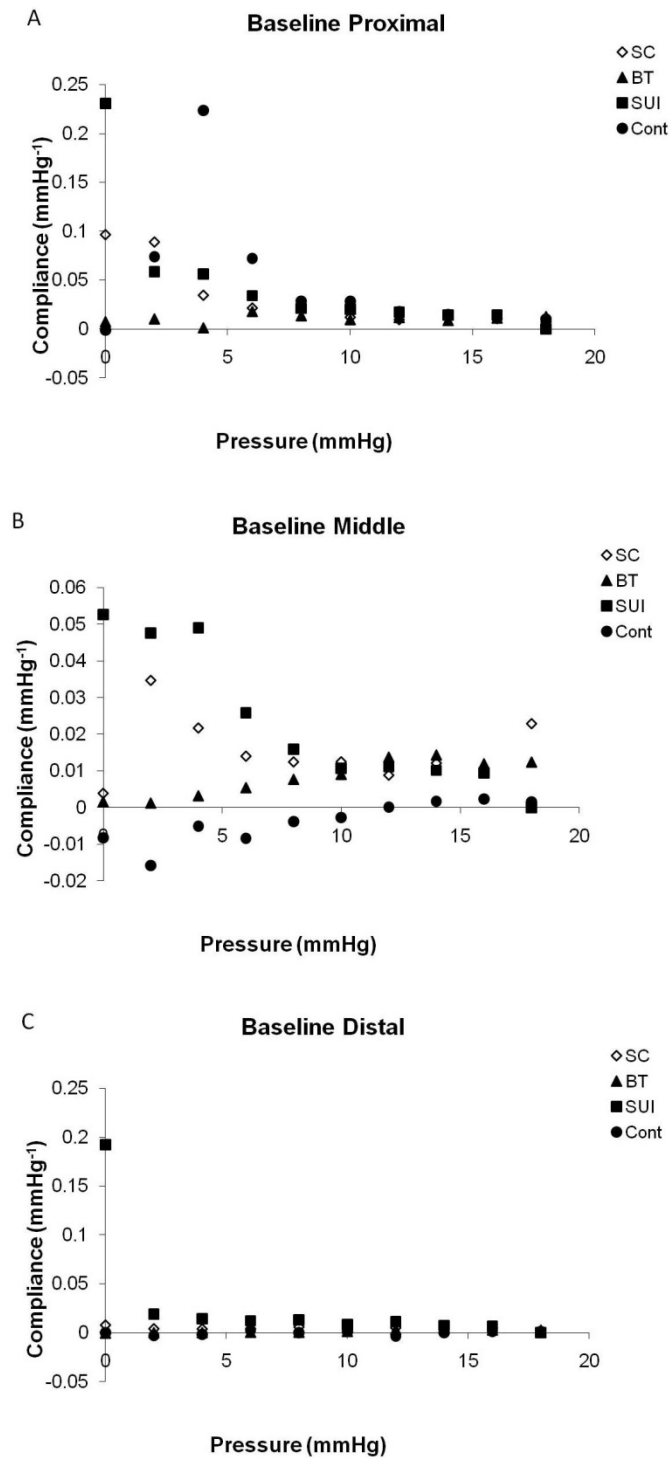 A
Baseline Proximal
SC
BT
SUI
Cont
0.25
0.2
0.15
0.1
0.05
0
-0.05
0
5
10
15
20
Compliance (mmHg⁻¹)
Pressure (mmHg)
B
Baseline Middle
SC
BT
SUI
Cont
0.06
0.05
0.04
0.03
0.02
0.01
0
-0.01
-0.02
0
5
10
15
20
Compliance (mmHg⁻¹)
Pressure (mmHg)
C
Baseline Distal
SC
BT
SUI
Cont
0.25
0.2
0.15
0.1
0.05
0
-0.05
0
5
10
15
20
Compliance (mmHg⁻¹)
Pressure (mmHg)